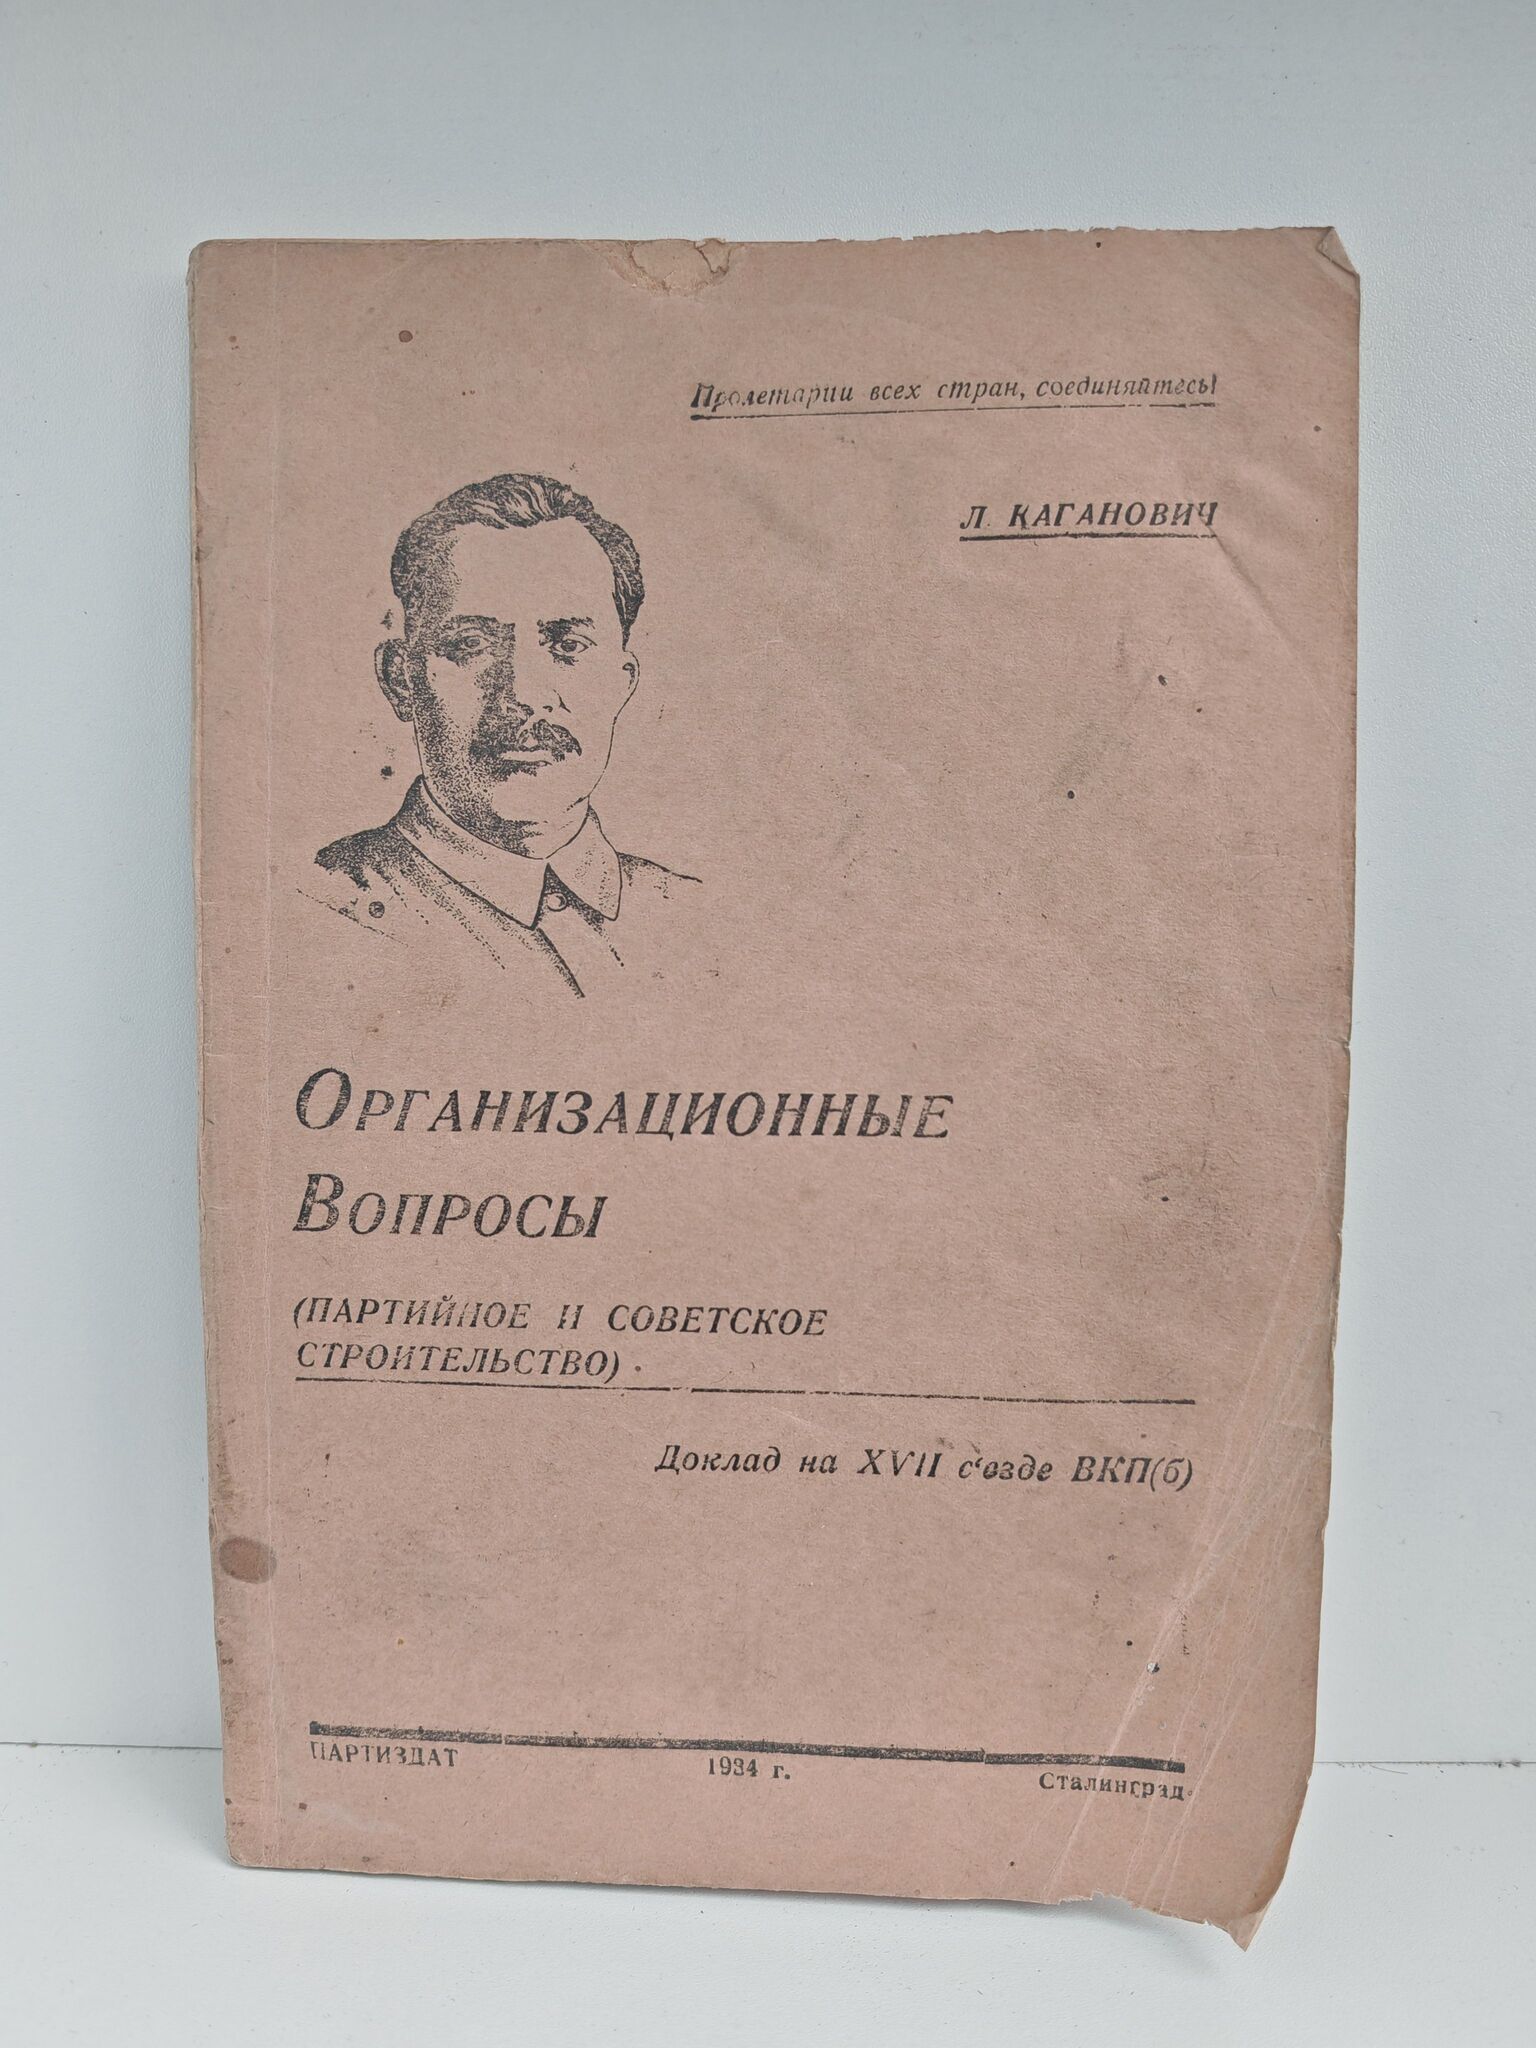 Пролетарии всех стран, соединяйтесь!
Л. КАГАНОВИЧ
ОРГАНИЗАЦИОННЫЕ
ВОПРОСЫ
(ПАРТИЙНОЕ И СОВЕТСКОЕ
СТРОИТЕЛЬСТВО)
Доклад на XVII с‘езде ВКП(б)
ПАРТИЗДАТ 1934 г. Сталинград